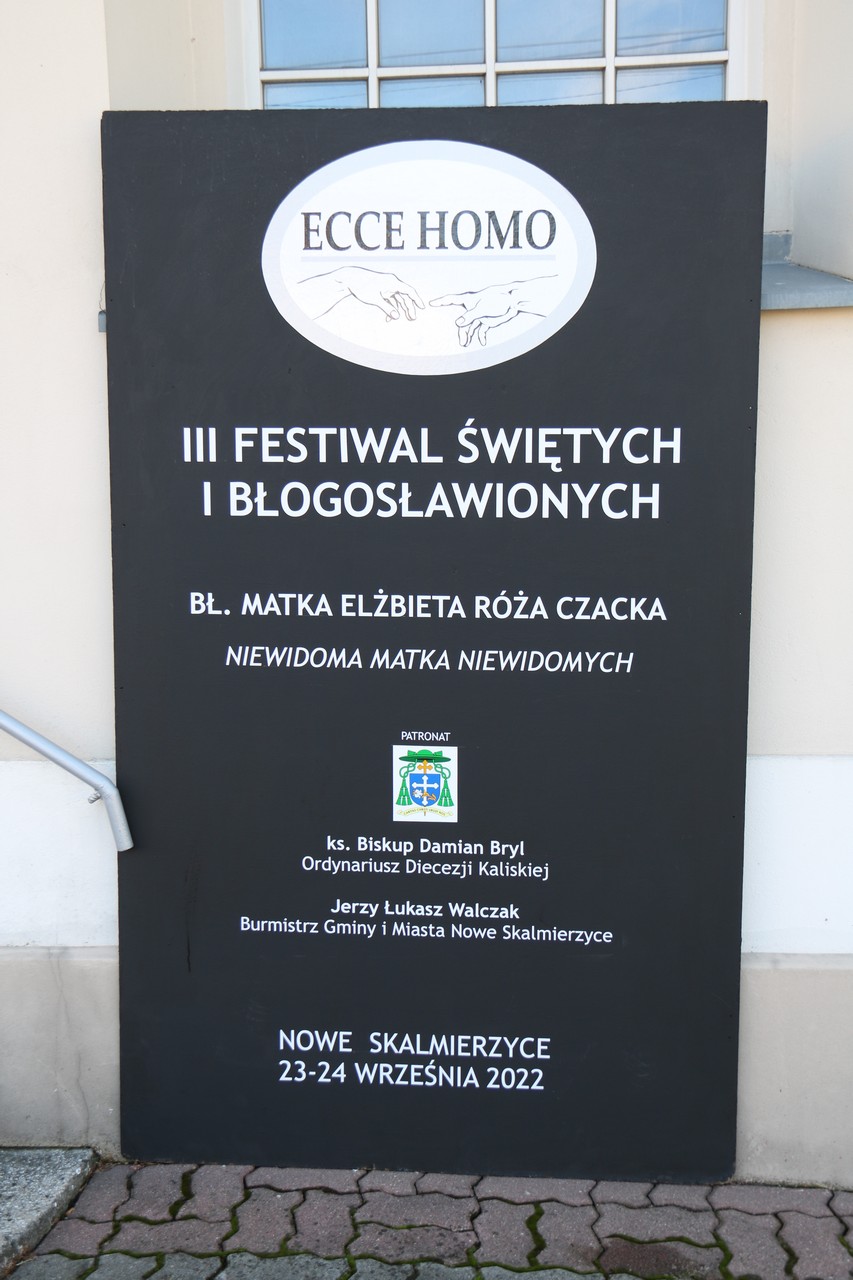 ECCE HOMO
III FESTIWAL ŚWIĘTYCH
I BŁOGOSŁAWIONYCH
BŁ. MATKA ELŻBIETA RÓŻA CZACKA
NIEWIDOMA MATKA NIEWIDOMYCH
PATRONAT
ks. Biskup Damian Bryl
Ordynariusz Diecezji Kaliskiej
Jerzy Łukasz Walczak
Burmistrz Gminy i Miasta Nowe Skalmierzyce
NOWE SKALMIERZYCE
23-24 WRZEŚNIA 2022